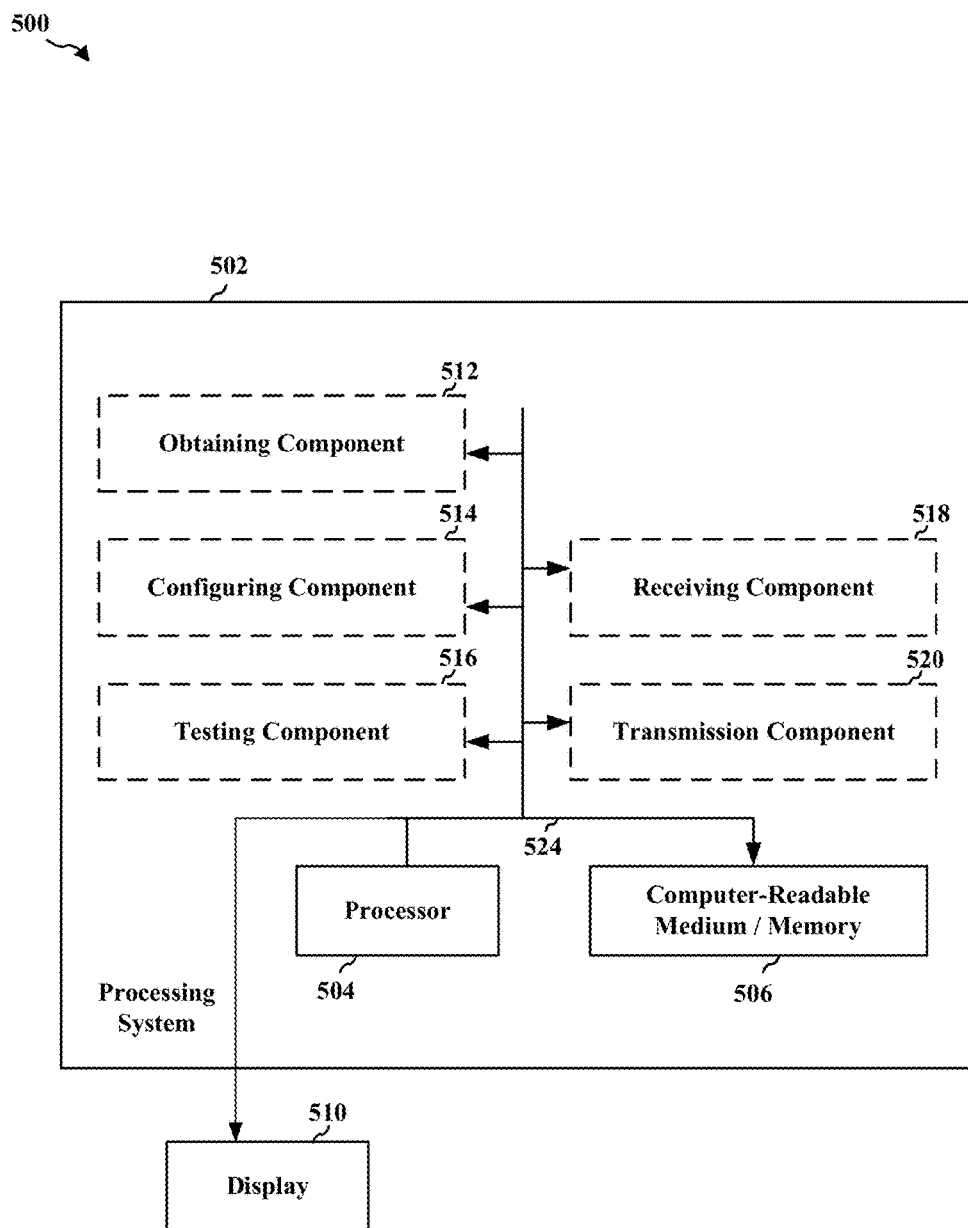 500
502
512
Obtaining Component
514
Configuring Component
518
Receiving Component
516
Testing Component
520
Transmission Component
524
Processor
504
Computer-Readable
Medium / Memory
506
Processing
System
510
Display